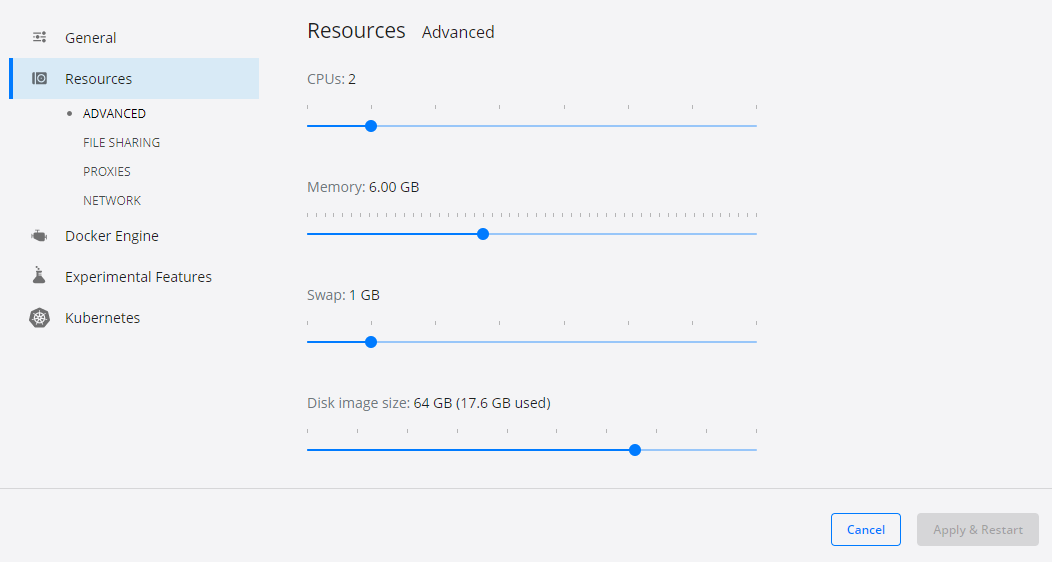 General
Resources
ADVANCED
FILE SHARING
PROXIES
NETWORK
Docker Engine
Experimental Features
Kubernetes
Resources Advanced
CPUs: 2
Memory: 6.00 GB
Swap: 1 GB
Disk image size: 64 GB (17.6 GB used)
Cancel
Apply & Restart